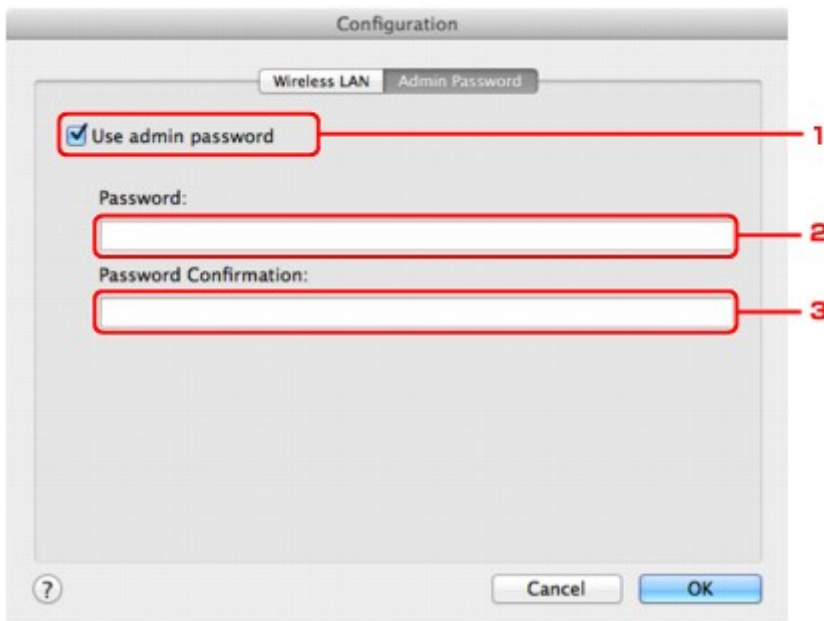 Configuration
Wireless LAN Admin Password
Use admin password 1
Password:
2
Password Confirmation:
3
? Cancel OK